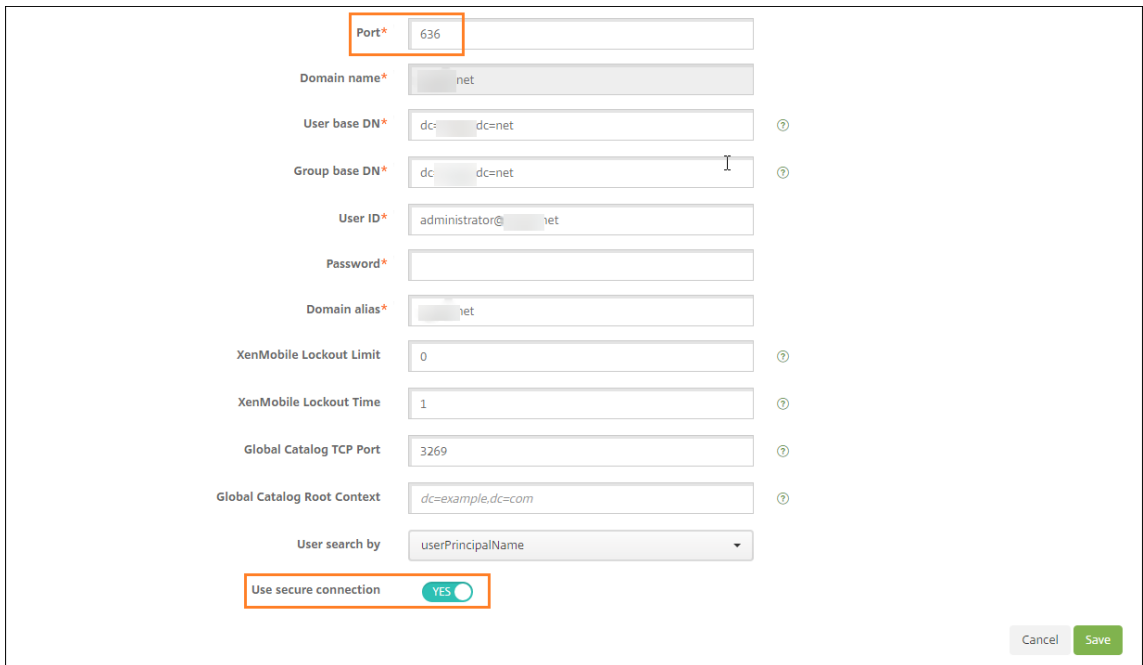 Port* 636
Domain name* net
User base DN* dc= dc=net
Group base DN* dc dc=net
User ID* administrator@ net
Password*
Domain alias* net
XenMobile Lockout Limit 0
XenMobile Lockout Time 1
Global Catalog TCP Port 3269
Global Catalog Root Context dc=example,dc=com
User search by userPrincipalName
Use secure connection YES
Cancel Save